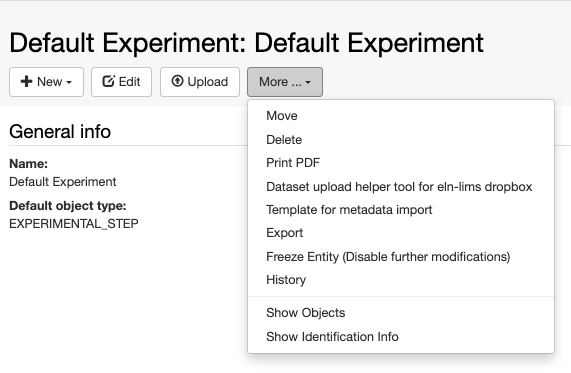 Default Experiment: Default Experiment
New
Edit
Upload
More ...
General info
Name:
Default Experiment
Default object type:
EXPERIMENTAL_STEP
Move
Delete
Print PDF
Dataset upload helper tool for eln-lims dropbox
Template for metadata import
Export
Freeze Entity (Disable further modifications)
History
Show Objects
Show Identification Info